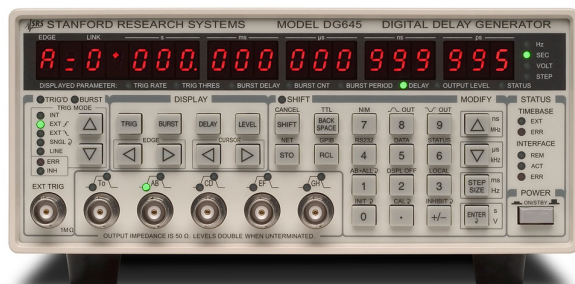 SRS STANFORD RESEARCH SYSTEMS MODEL DG645 DIGITAL DELAY GENERATOR
EDGE LINK s ms µs ns ps
A = 0 + 000. 000 000 999 995
Hz
SEC
VOLT
STEP
DISPLAYED PARAMETER: TRIG RATE TRIG THRES BURST DELAY BURST CNT BURST PERIOD DELAY OUTPUT LEVEL STATUS
TRIG'D BURST
TRIG MODE
INT
EXT
EXT
SNGL
LINE
ERR
INH
DISPLAY
TRIG BURST DELAY LEVEL
EDGE CURSOR
SHIFT
CANCEL TTL NIM
SHIFT BACK SPACE 7 8 9
OUT OUT
NET GPIB RS232 DATA STATUS
STO RCL 4 5 6
AB+ALL DSPL OFF LOCAL
1 2 3
INIT CAL INHIBIT
0 . +/−
MODIFY
ns
MHz
µs
kHz
STEP SIZE ms
Hz
ENTER s
V
STATUS
TIMEBASE
EXT
ERR
INTERFACE
REM
ACT
ERR
POWER
ON/STBY
EXT TRIG
1MΩ
To AB CD EF GH
OUTPUT IMPEDANCE IS 50 Ω. LEVELS DOUBLE WHEN UNTERMINATED.